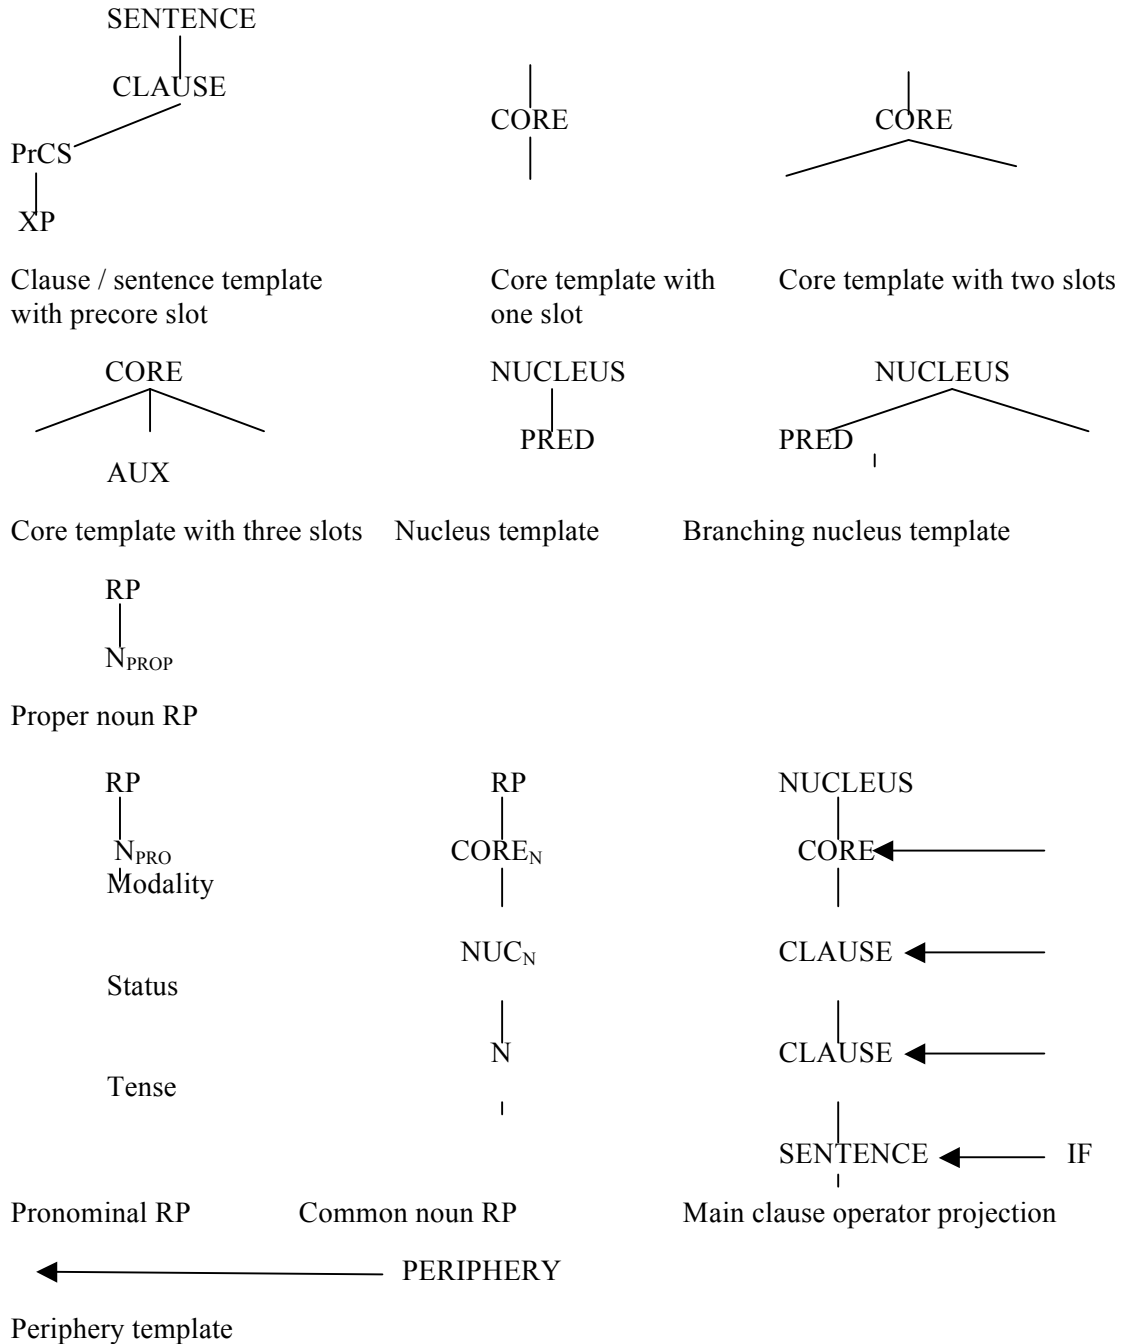 SENTENCE
CLAUSE
CORE CORE
PrCS
XP
Clause / sentence template Core template with Core template with two slots
with precore slot one slot
CORE NUCLEUS NUCLEUS
PRED PRED
AUX
Core template with three slots Nucleus template Branching nucleus template
RP
NPROP
Proper noun RP
RP RP NUCLEUS
NPRO COREN CORE
Modality
NUCN CLAUSE
Status
N CLAUSE
Tense
SENTENCE IF
Pronominal RP Common noun RP Main clause operator projection
PERIPHERY
Periphery template